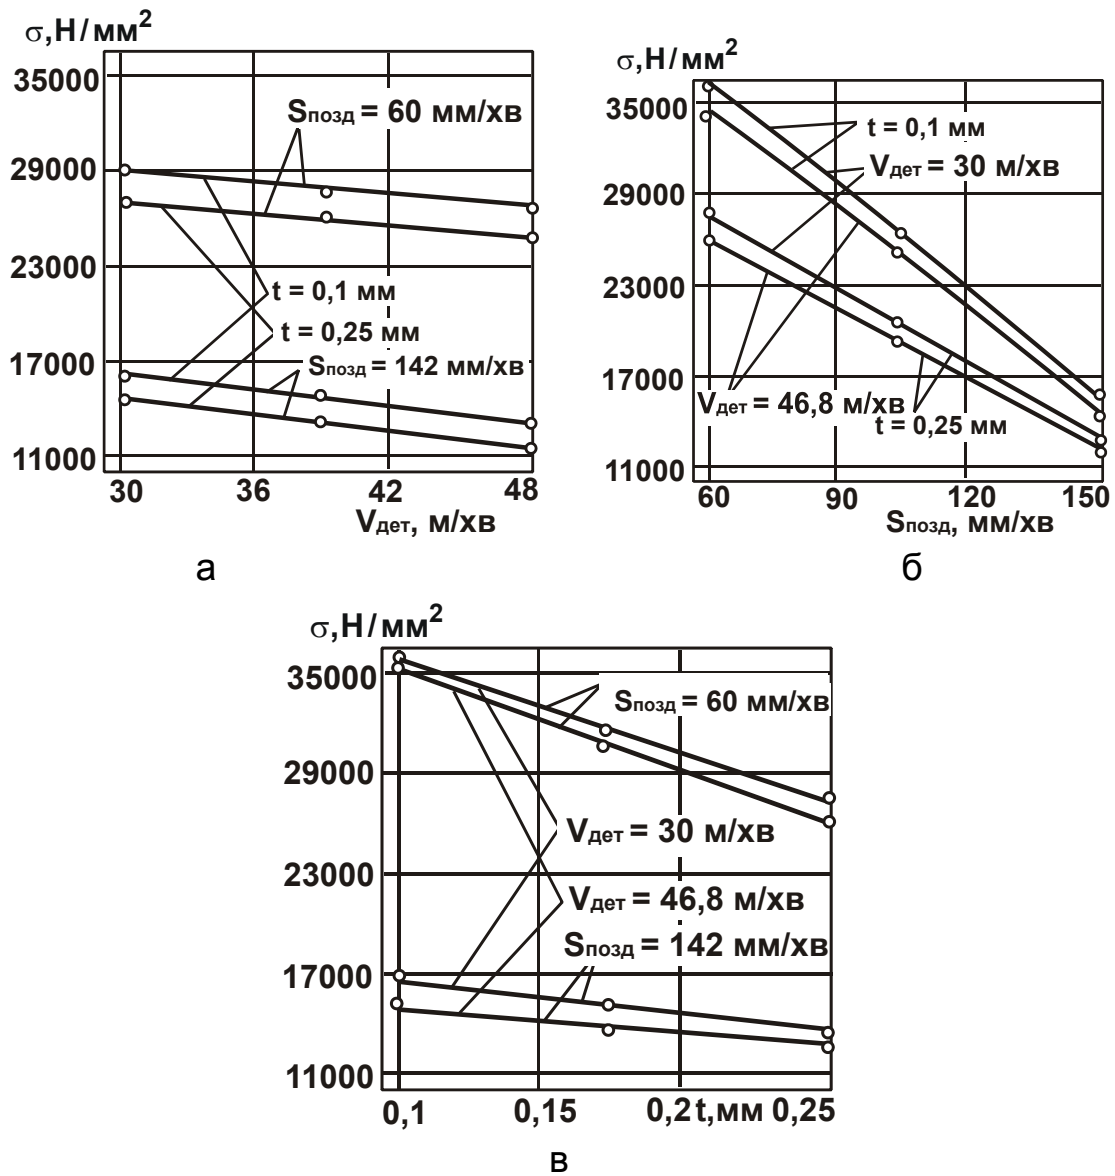 σ,Н/мм²
35000
Sпозд = 60 мм/хв
29000
23000
t = 0,1 мм
t = 0,25 мм
17000
Sпозд = 142 мм/хв
11000
30 36 42 48
Vдет, м/хв
а
σ,Н/мм²
35000
t = 0,1 мм
Vдет = 30 м/хв
29000
23000
17000
Vдет = 46,8 м/хв
t = 0,25 мм
11000
60 90 120 150
Sпозд, мм/хв
б
σ,Н/мм²
35000
Sпозд = 60 мм/хв
29000
Vдет = 30 м/хв
23000
Vдет = 46,8 м/хв
Sпозд = 142 мм/хв
17000
11000
0,1 0,15 0,2 t,мм 0,25
в